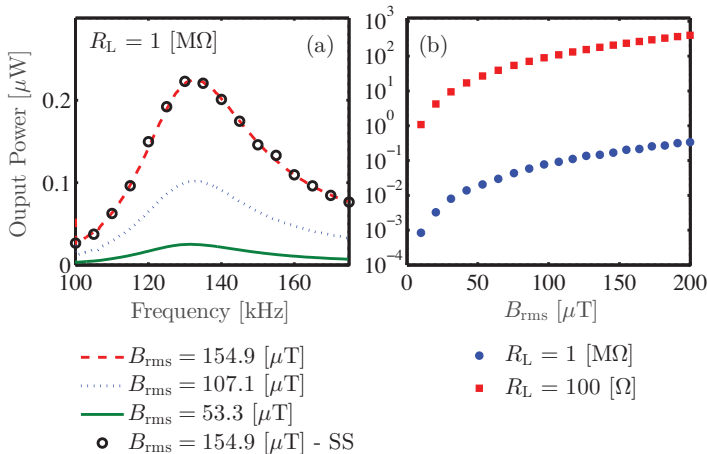 R_L = 1 [MΩ]
(a)
Ouput Power [μW]
0.2
0.1
0
100
120
140
160
Frequency [kHz]
(b)
10^3
10^2
10^1
10^0
10^-1
10^-2
10^-3
10^-4
0
50
100
150
200
B_rms [μT]
B_rms = 154.9 [μT]
B_rms = 107.1 [μT]
B_rms = 53.3 [μT]
B_rms = 154.9 [μT] - SS
R_L = 1 [MΩ]
R_L = 100 [Ω]